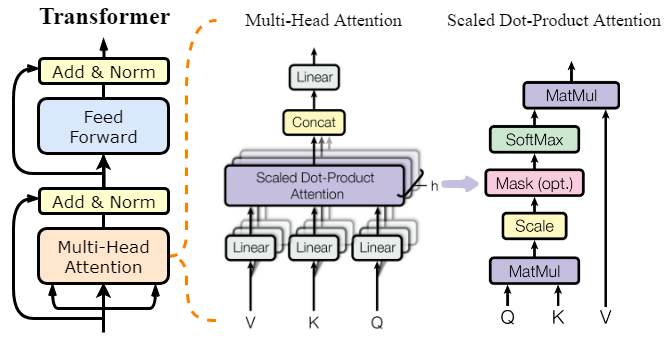 Transformer
Add & Norm
Feed
Forward
Add & Norm
Multi-Head
Attention
Multi-Head Attention
Linear
Concat
Scaled Dot-Product
Attention
h
Linear
Linear
Linear
V
K
Q
Scaled Dot-Product Attention
MatMul
SoftMax
Mask (opt.)
Scale
MatMul
Q
K
V